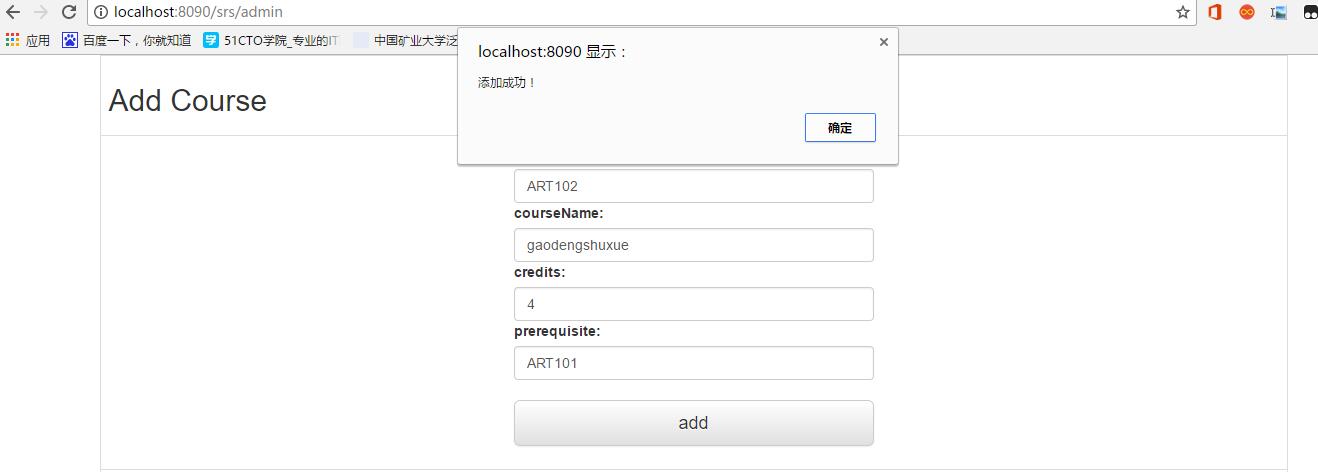 localhost:8090/srs/admin
应用 百度一下，你就知道 51CTO学院_专业的IT 中国矿业大学泛
localhost:8090 显示：
添加成功！
确定
Add Course
ART102
courseName:
gaodengshuxue
credits:
4
prerequisite:
ART101
add